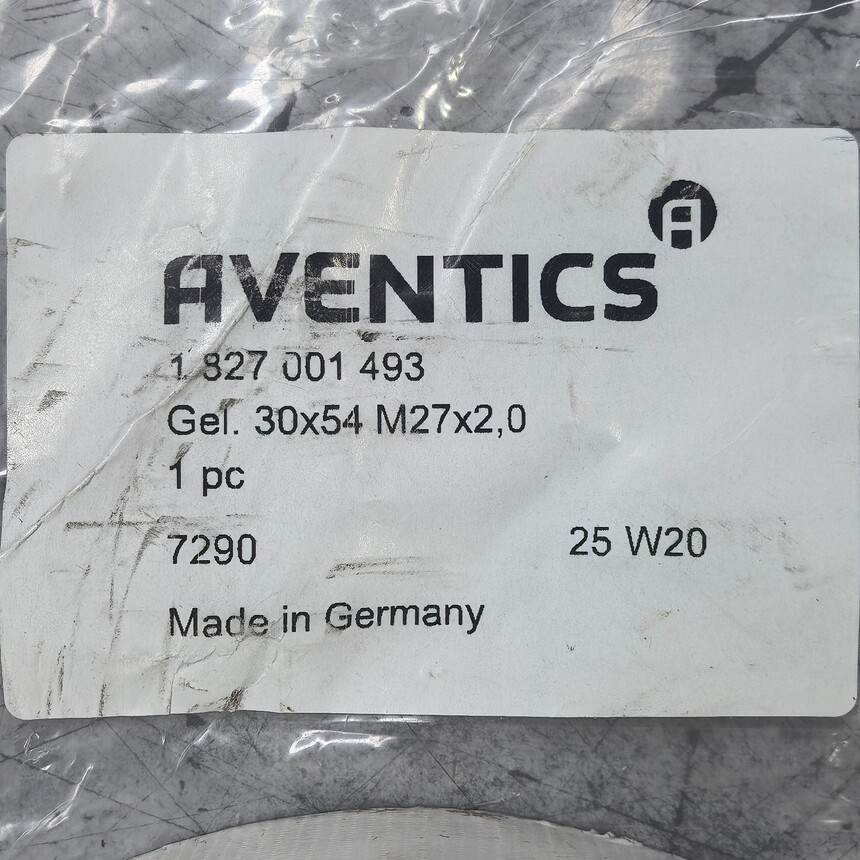 AVENTICS
1 827 001 493
Gel. 30x54 M27x2,0
1 pc
7290 25 W20
Made in Germany